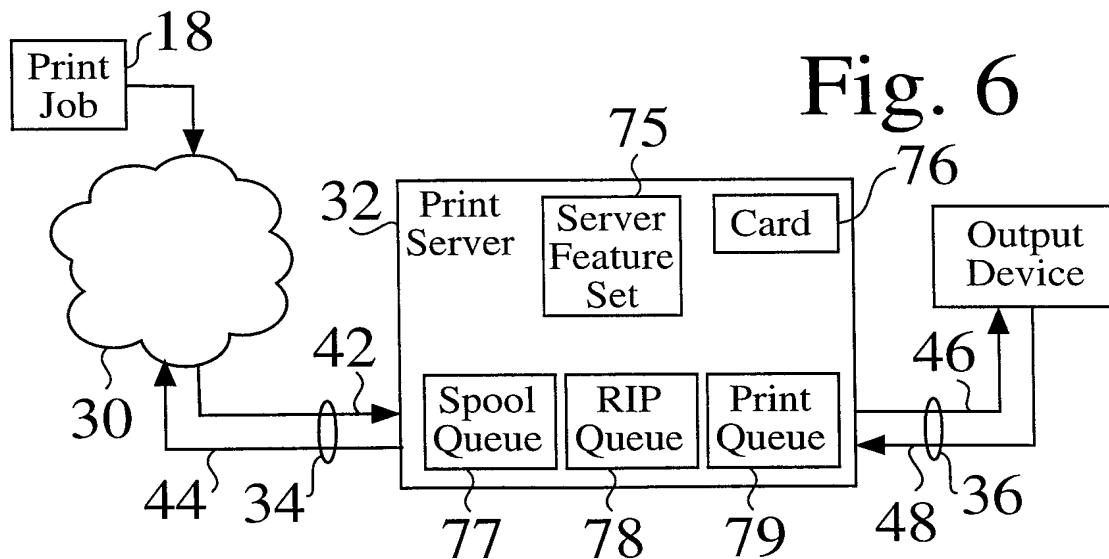 18
Print
Job
Fig. 6
75
76
32
Print
Server
Server
Feature
Set
Card
Output
Device
30
42
44
34
Spool
Queue
RIP
Queue
Print
Queue
77
78
79
46
48
36